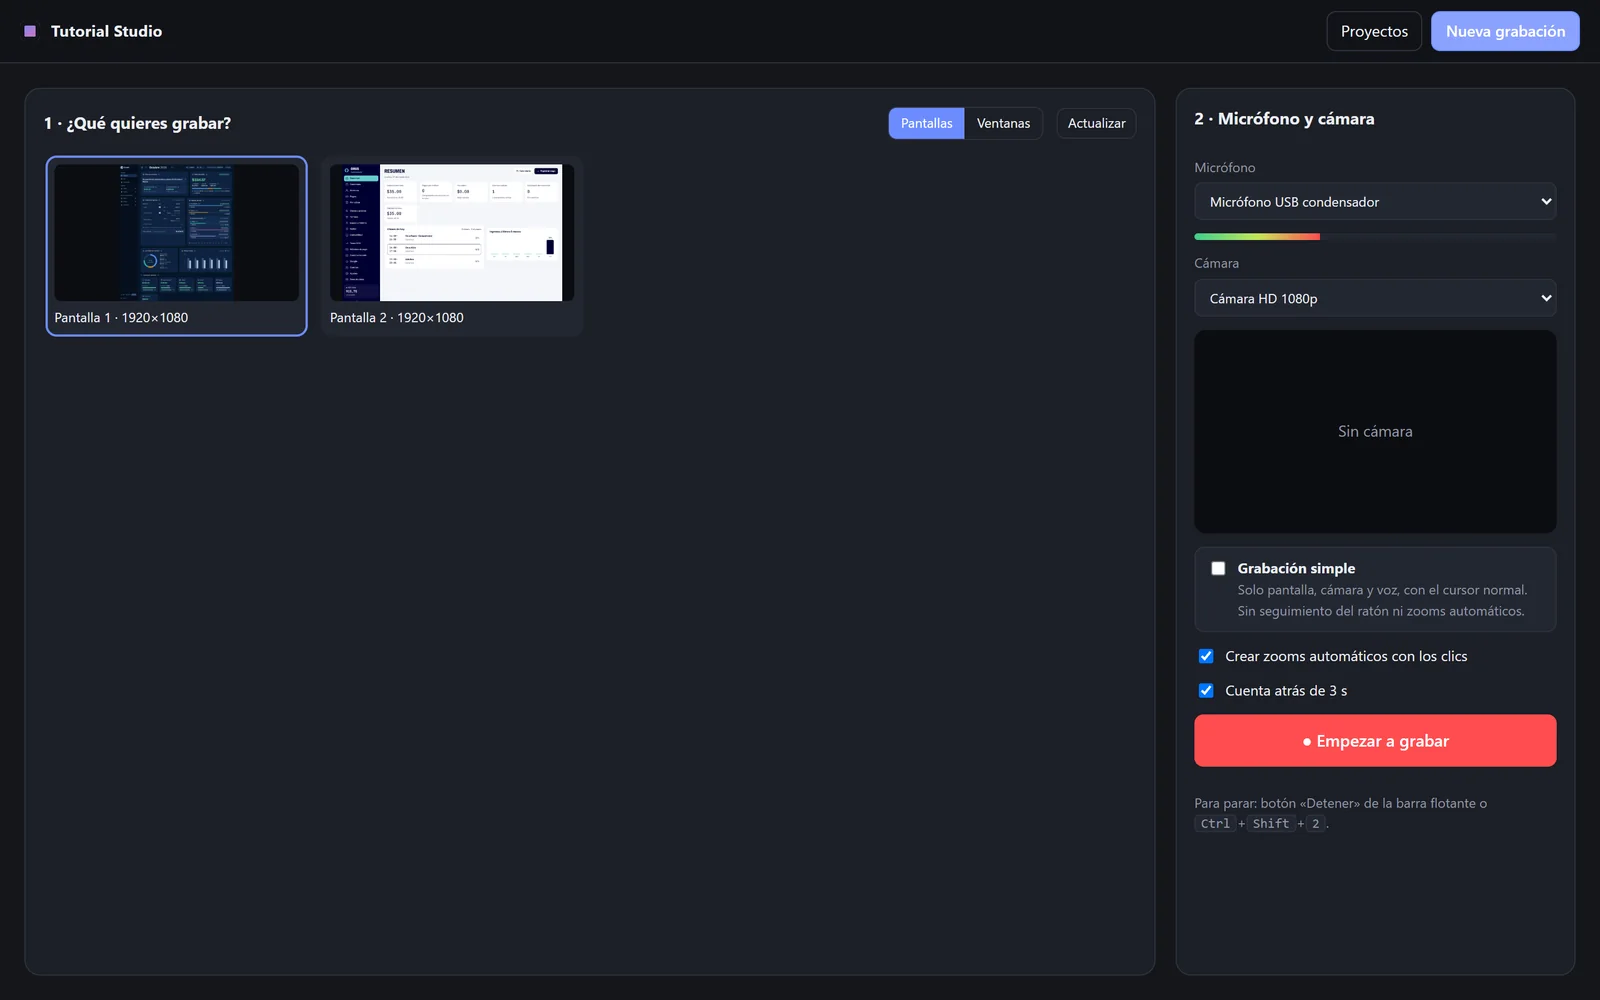 Tutorial Studio
Proyectos
Nueva grabación
1 · ¿Qué quieres grabar?
Pantallas
Ventanas
Actualizar
RESUMEN
Pantalla 1 · 1920×1080
Pantalla 2 · 1920×1080
2 · Micrófono y cámara
Micrófono
Micrófono USB condensador
Cámara
Cámara HD 1080p
Sin cámara
Grabación simple
Solo pantalla, cámara y voz, con el cursor normal.
Sin seguimiento del ratón ni zooms automáticos.
Crear zooms automáticos con los clics
Cuenta atrás de 3 s
● Empezar a grabar
Para parar: botón «Detener» de la barra flotante o
Ctrl + Shift + 2 .